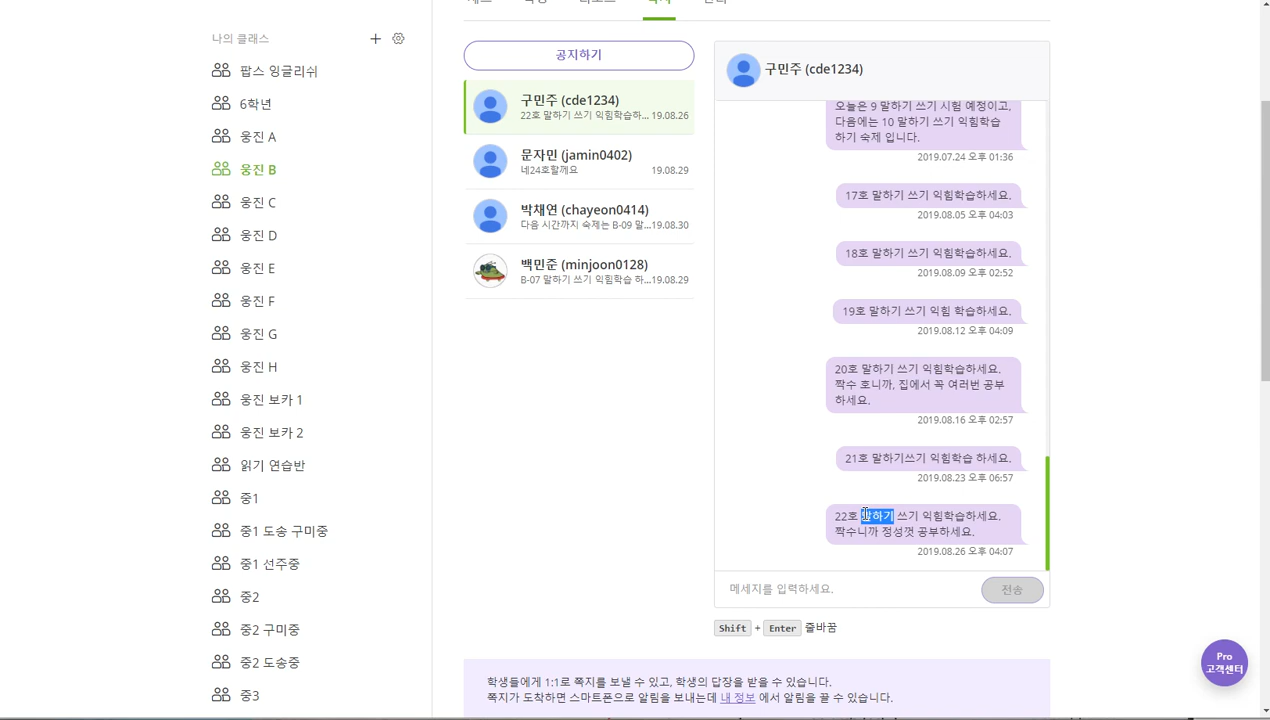 나의 클래스
팝스 잉글리쉬
6학년
웅진 A
웅진 B
웅진 C
웅진 D
웅진 E
웅진 F
웅진 G
웅진 H
웅진 보카 1
웅진 보카 2
읽기 연습반
중1
중1 도송 구미중
중1 선주중
중2
중2 구미중
중2 도송중
중3
공지하기
구민주 (cde1234)
22호 말하기 쓰기 익힘학습하... 19.08.26
문자민 (jamin0402)
네24호할께요 19.08.29
박채연 (chayeon0414)
다음 시간까지 숙제는 B-09 말...19.08.30
백민준 (minjoon0128)
B-07 말하기 쓰기 익힘학습 하...19.08.29
구민주 (cde1234)
오늘은 9 말하기 쓰기 시험 예정이고,
다음에는 10 말하기 쓰기 익힘학습
하기 숙제 입니다.
2019.07.24 오후 01:36
17호 말하기 쓰기 익힘학습하세요.
2019.08.05 오후 04:03
18호 말하기 쓰기 익힘학습하세요.
2019.08.09 오후 02:52
19호 말하기 쓰기 익힘 학습하세요.
2019.08.12 오후 04:09
20호 말하기 쓰기 익힘학습하세요.
짝수 호니까, 집에서 꼭 여러번 공부
하세요.
2019.08.16 오후 02:57
21호 말하기쓰기 익힘학습 하세요.
2019.08.23 오후 06:57
22호 말하기 쓰기 익힘학습하세요.
짝수니까 정성껏 공부하세요.
2019.08.26 오후 04:07
메세지를 입력하세요.
전송
Shift + Enter 줄바꿈
학생들에게 1:1로 쪽지를 보낼 수 있고, 학생의 답장을 받을 수 있습니다.
쪽지가 도착하면 스마트폰으로 알림을 보내는데 내 정보 에서 알림을 끌 수 있습니다.
Pro
고객센터